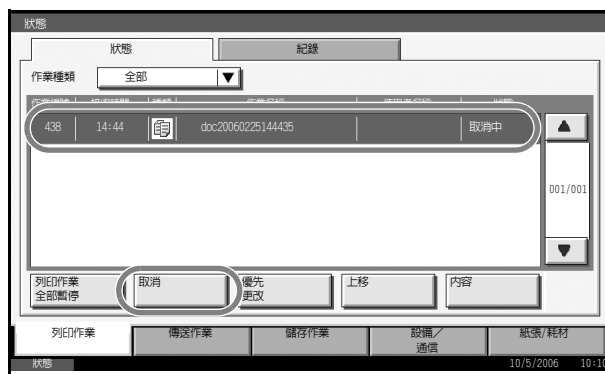 狀態
狀態 紀錄
作業種類 全部 ▼
438 14:44 doc20060225144435 取消中
001/001
列印作業 取消 優先 上移 內容
全部暫停 更改
列印作業 傳送作業 儲存作業 設備/ 紙張/耗材
通信
狀態 10/5/2006 10:10